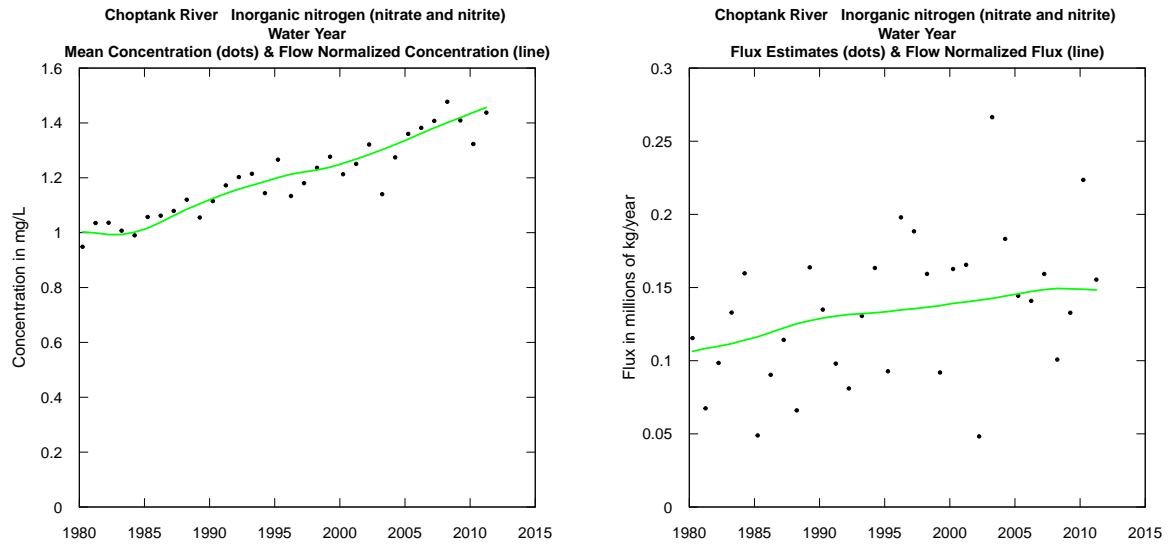 Choptank River Inorganic nitrogen (nitrate and nitrite)
Water Year
Mean Concentration (dots) & Flow Normalized Concentration (line)
1.6
1.4
1.2
1
0.8
0.6
0.4
0.2
0
Concentration in mg/L
1980 1985 1990 1995 2000 2005 2010 2015
Choptank River Inorganic nitrogen (nitrate and nitrite)
Water Year
Flux Estimates (dots) & Flow Normalized Flux (line)
0.3
0.25
0.2
0.15
0.1
0.05
0
Flux in millions of kg/year
1980 1985 1990 1995 2000 2005 2010 2015